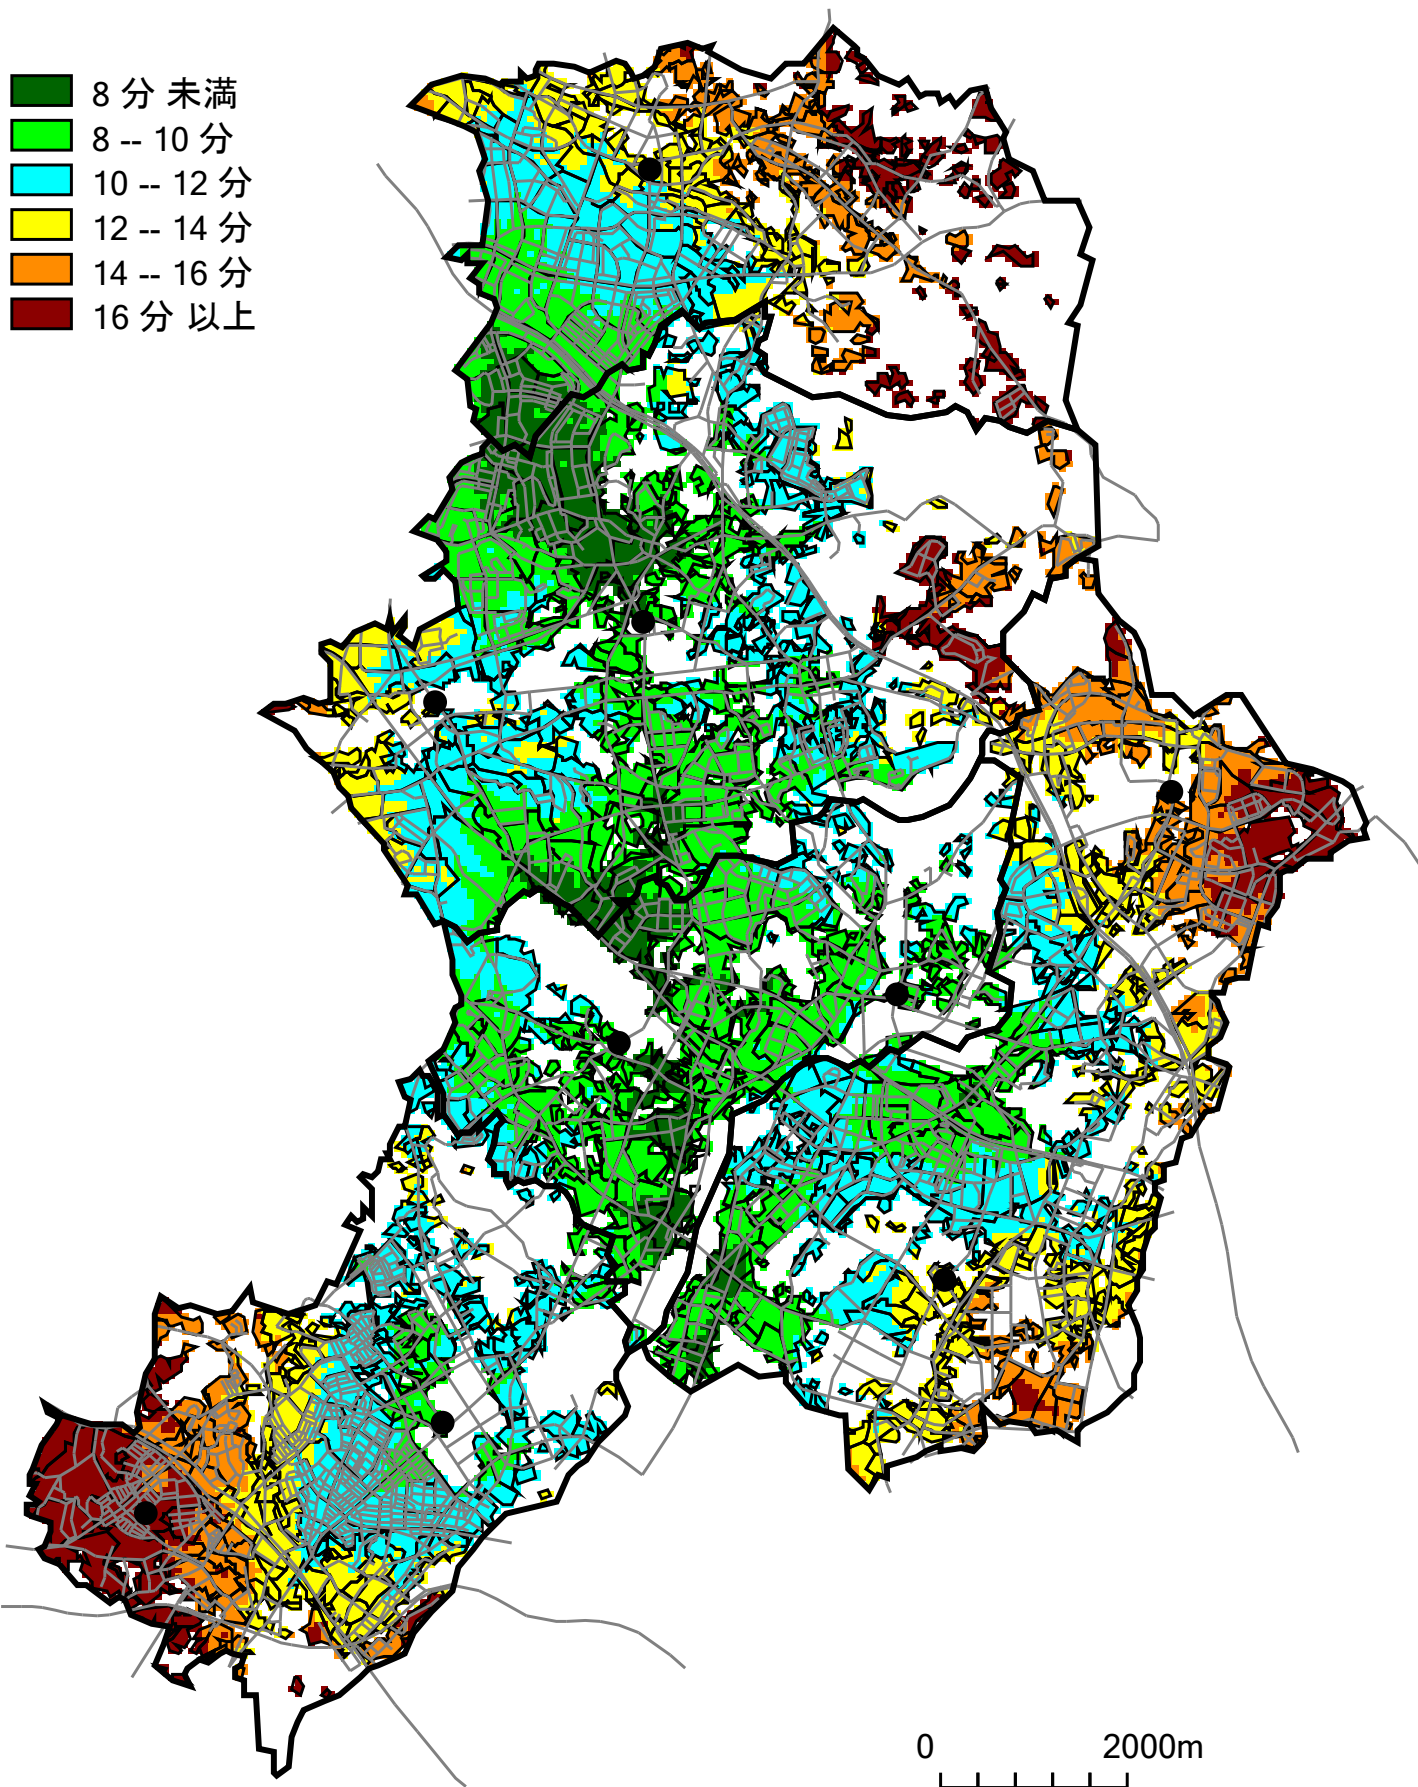 8 分 未満
8 -- 10 分
10 -- 12 分
12 -- 14 分
14 -- 16 分
16 分 以上
0 2000m